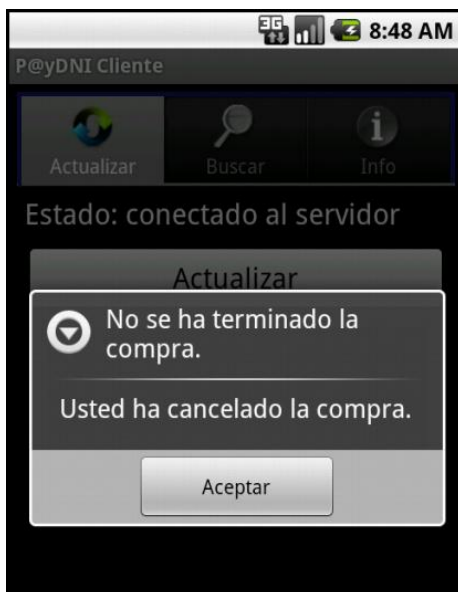 3G
8:48 AM
P@yDNI Cliente
Actualizar
Buscar
Info
Estado: conectado al servidor
Actualizar
No se ha terminado la
compra.
Usted ha cancelado la compra.
Aceptar